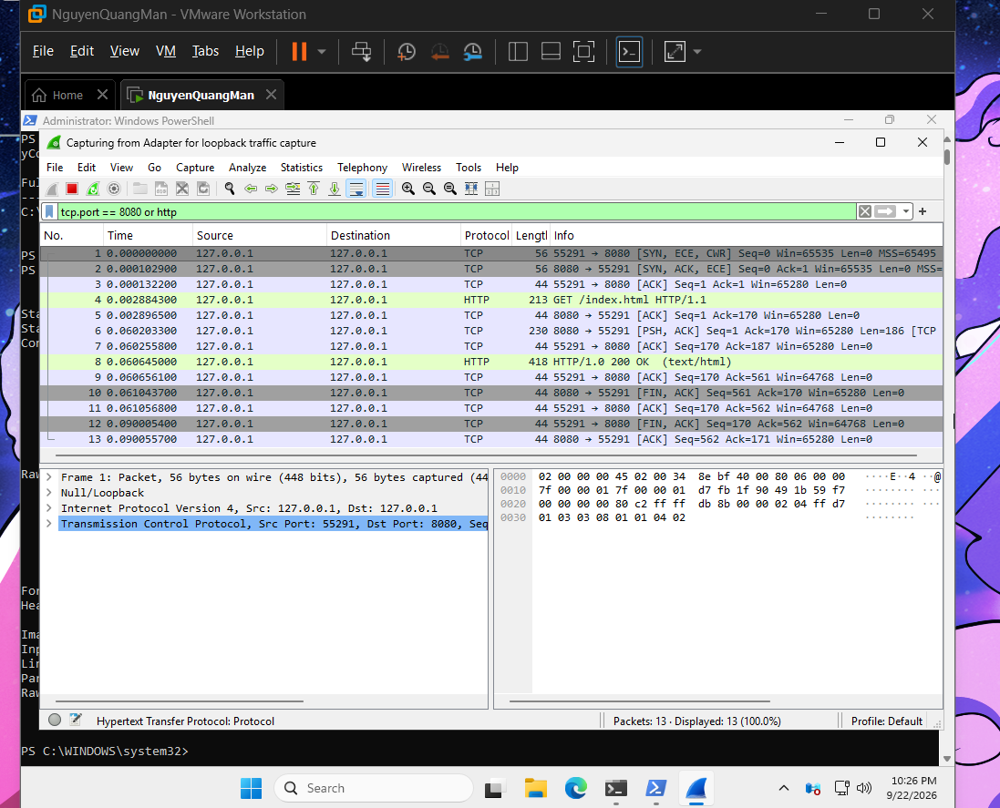 NguyenQuangMan - VMware Workstation
File Edit View VM Tabs Help
Home NguyenQuangMan
Administrator: Windows PowerShell
PS
Capturing from Adapter for loopback traffic capture
File Edit View Go Capture Analyze Statistics Telephony Wireless Tools Help
tcp.port == 8080 or http
No. Time Source Destination Protocol Lengtl Info
1 0.000000000 127.0.0.1 127.0.0.1 TCP 56 55291 → 8080 [SYN, ECE, CWR] Seq=0 Win=65535 Len=0 MSS=65495
2 0.000102900 127.0.0.1 127.0.0.1 TCP 56 8080 → 55291 [SYN, ACK, ECE] Seq=0 Ack=1 Win=65535 Len=0 MSS=
3 0.000132200 127.0.0.1 127.0.0.1 TCP 44 55291 → 8080 [ACK] Seq=1 Ack=1 Win=65280 Len=0
4 0.002884300 127.0.0.1 127.0.0.1 HTTP 213 GET /index.html HTTP/1.1
5 0.002896500 127.0.0.1 127.0.0.1 TCP 44 8080 → 55291 [ACK] Seq=1 Ack=170 Win=65280 Len=0
6 0.060203300 127.0.0.1 127.0.0.1 TCP 230 8080 → 55291 [PSH, ACK] Seq=1 Ack=170 Win=65280 Len=186 [TCP
7 0.060255800 127.0.0.1 127.0.0.1 TCP 44 55291 → 8080 [ACK] Seq=170 Ack=187 Win=65280 Len=0
8 0.060645000 127.0.0.1 127.0.0.1 HTTP 418 HTTP/1.0 200 OK (text/html)
9 0.060656100 127.0.0.1 127.0.0.1 TCP 44 55291 → 8080 [ACK] Seq=170 Ack=561 Win=64768 Len=0
10 0.061043700 127.0.0.1 127.0.0.1 TCP 44 8080 → 55291 [FIN, ACK] Seq=561 Ack=170 Win=65280 Len=0
11 0.061056800 127.0.0.1 127.0.0.1 TCP 44 55291 → 8080 [ACK] Seq=170 Ack=562 Win=64768 Len=0
12 0.090005400 127.0.0.1 127.0.0.1 TCP 44 55291 → 8080 [FIN, ACK] Seq=170 Ack=562 Win=64768 Len=0
13 0.090055700 127.0.0.1 127.0.0.1 TCP 44 8080 → 55291 [ACK] Seq=562 Ack=171 Win=65280 Len=0
Frame 1: Packet, 56 bytes on wire (448 bits), 56 bytes captured (44
Null/Loopback
Internet Protocol Version 4, Src: 127.0.0.1, Dst: 127.0.0.1
Transmission Control Protocol, Src Port: 55291, Dst Port: 8080, Seq
0000 02 00 00 00 45 02 00 34 8e bf 40 00 80 06 00 00 ····E··4 ··@
0010 7f 00 00 01 7f 00 00 01 d7 fb 1f 90 49 1b 59 f7 ········ ···
0020 00 00 00 00 80 c2 ff ff db 8b 00 00 02 04 ff d7 ········ ···
0030 01 03 03 08 01 01 04 02 ········
Hypertext Transfer Protocol: Protocol
Packets: 13 · Displayed: 13 (100.0%)
Profile: Default
PS C:\WINDOWS\system32>
Search
10:26 PM
9/22/2026